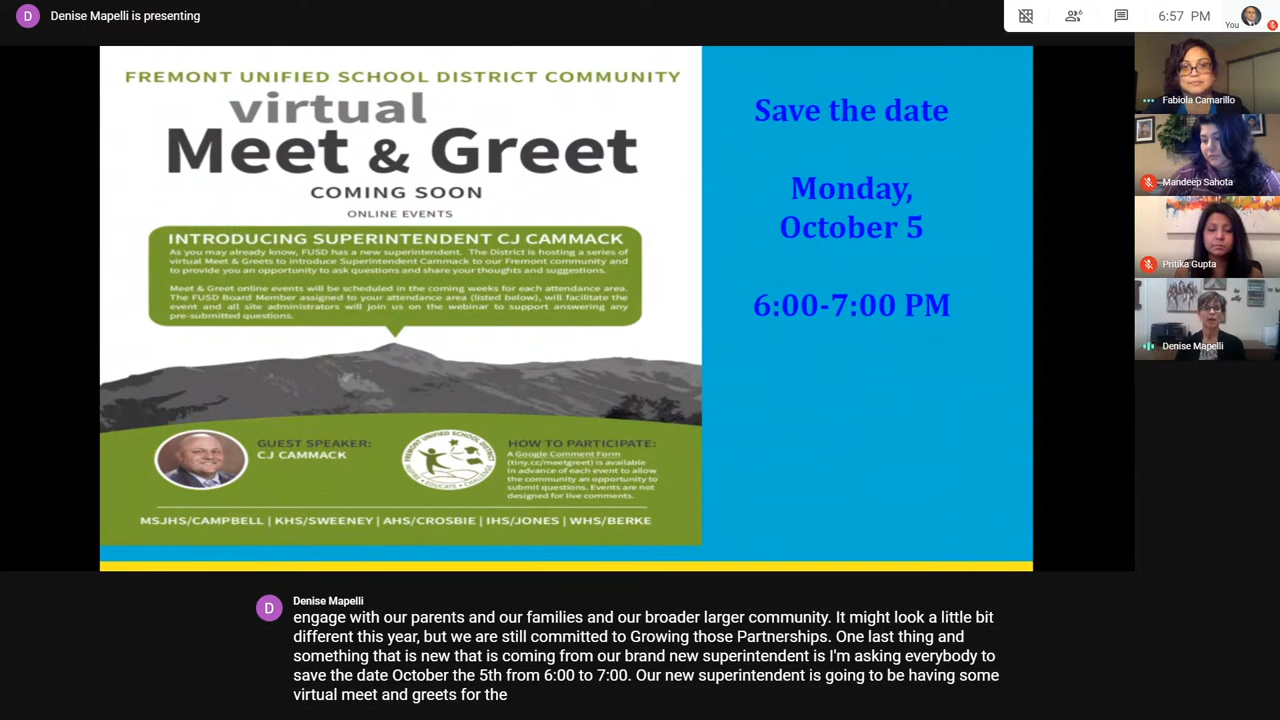 D Denise Mapelli is presenting
6
6:57 PM
You
FREMONT UNIFIED SCHOOL DISTRICT COMMUNITY
virtual
Meet & Greet
COMING SOON
ONLINE EVENTS
INTRODUCING SUPERINTENDENT CJ CAMMACK
As you may already know, FUSD has a new superintendent. The District is hosting a series of
virtual Meet & Greets to introduce Superintendent Cammack to our Fremont community and
to provide you an opportunity to ask questions and share your thoughts and suggestions.
Meet & Greet online events will be scheduled in the coming weeks for each attendance area.
The FUSD Board Member assigned to your attendance area (listed below), will facilitate the
event and all site administrators will join us on the webinar to support answering any
pre-submitted questions.
GUEST SPEAKER:
CJ CAMMACK
FREMONT UNIFIED SCHOOL DISTRICT
INSPIRE • EDUCATE • CHALLENGE
HOW TO PARTICIPATE:
A Google Comment Form
(tiny.cc/meetgreet) is available
in advance of each event to allow
the community an opportunity to
submit questions. Events are not
designed for live comments.
MSJHS/CAMPBELL | KHS/SWEENEY | AHS/CROSBIE | IHS/JONES | WHS/BERKE
Save the date
Monday,
October 5
6:00-7:00 PM
Fabiola Camarillo
Mandeep Sahota
Pritika Gupta
Denise Mapelli
D Denise Mapelli
engage with our parents and our families and our broader larger community. It might look a little bit
different this year, but we are still committed to Growing those Partnerships. One last thing and
something that is new that is coming from our brand new superintendent is I'm asking everybody to
save the date October the 5th from 6:00 to 7:00. Our new superintendent is going to be having some
virtual meet and greets for the